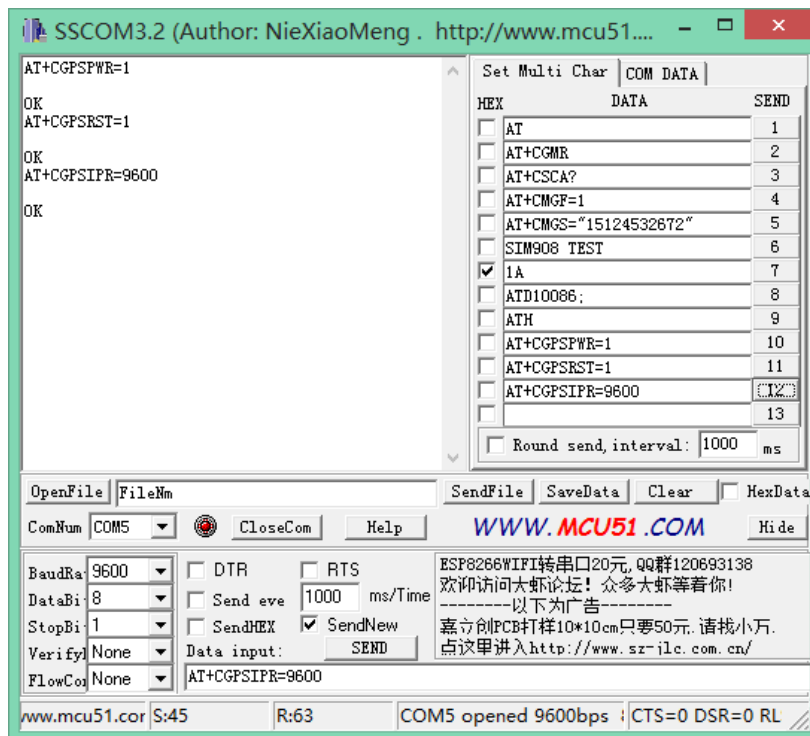 SSCOM3.2 (Author: NieXiaoMeng . http://www.mcu51....
AT+CGPSPWR=1
OK
AT+CGPSRST=1
OK
AT+CGPSIPR=9600
OK
Set Multi Char COM DATA
HEX DATA SEND
AT 1
AT+CGMR 2
AT+CSCA? 3
AT+CMGF=1 4
AT+CMGS="15124532672" 5
SIM908 TEST 6
1A 7
ATD10086; 8
ATH 9
AT+CGPSPWR=1 10
AT+CGPSRST=1 11
AT+CGPSIPR=9600 12
13
Round send,interval: 1000 ms
OpenFile FileNm SendFile SaveData Clear HexData
ComNum COM5 CloseCom Help WWW.MCU51.COM Hide
BaudRa 9600 DTR RTS
DataBi 8 Send eve 1000 ms/Time
StopBi 1 SendHEX SendNew
Verifyl None Data input: SEND
FlowCo None AT+CGPSIPR=9600
ESP8266WIFI转串口20元,QQ群120693138
欢迎访问大虾论坛! 众多大虾等着你!
--------以下为广告--------
嘉立创PCB打样10*10cm只要50元.请找小万.
点这里进入http://www.sz-jlc.com.cn/
www.mcu51.cor S:45 R:63 COM5 opened 9600bps CTS=0 DSR=0 RL